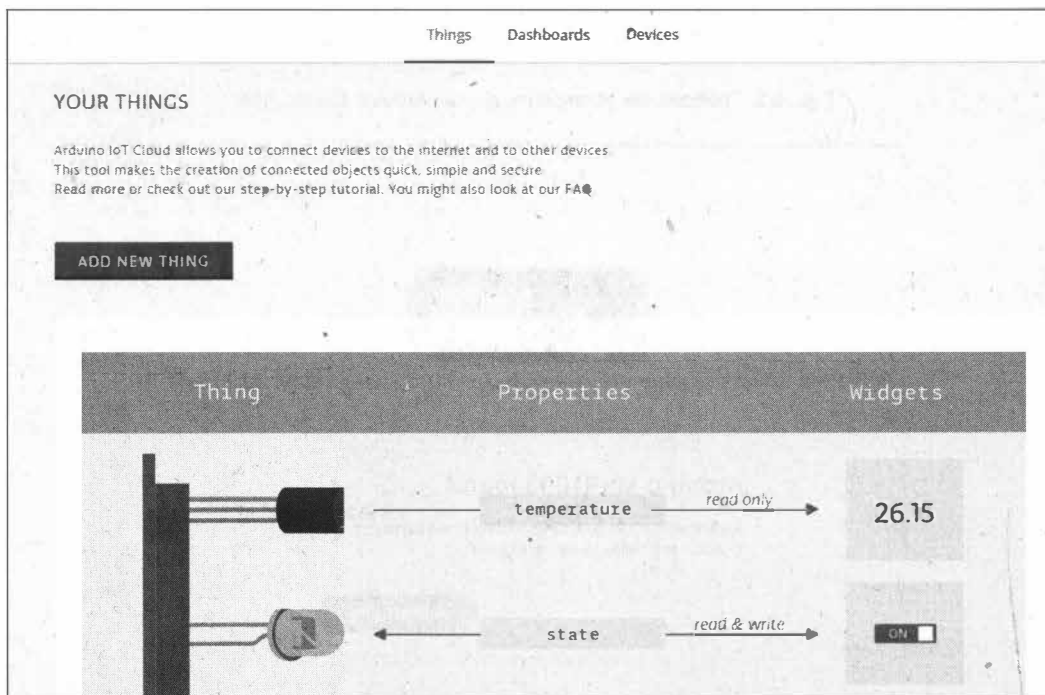 Things Dashboards Devices
YOUR THINGS
Arduino IoT Cloud allows you to connect devices to the internet and to other devices
This tool makes the creation of connected objects quick, simple and secure
Read more or check out our step-by-step tutorial. You might also look at our FAQ
ADD NEW THING
Thing Properties Widgets
temperature read only 26.15
state read & write ON